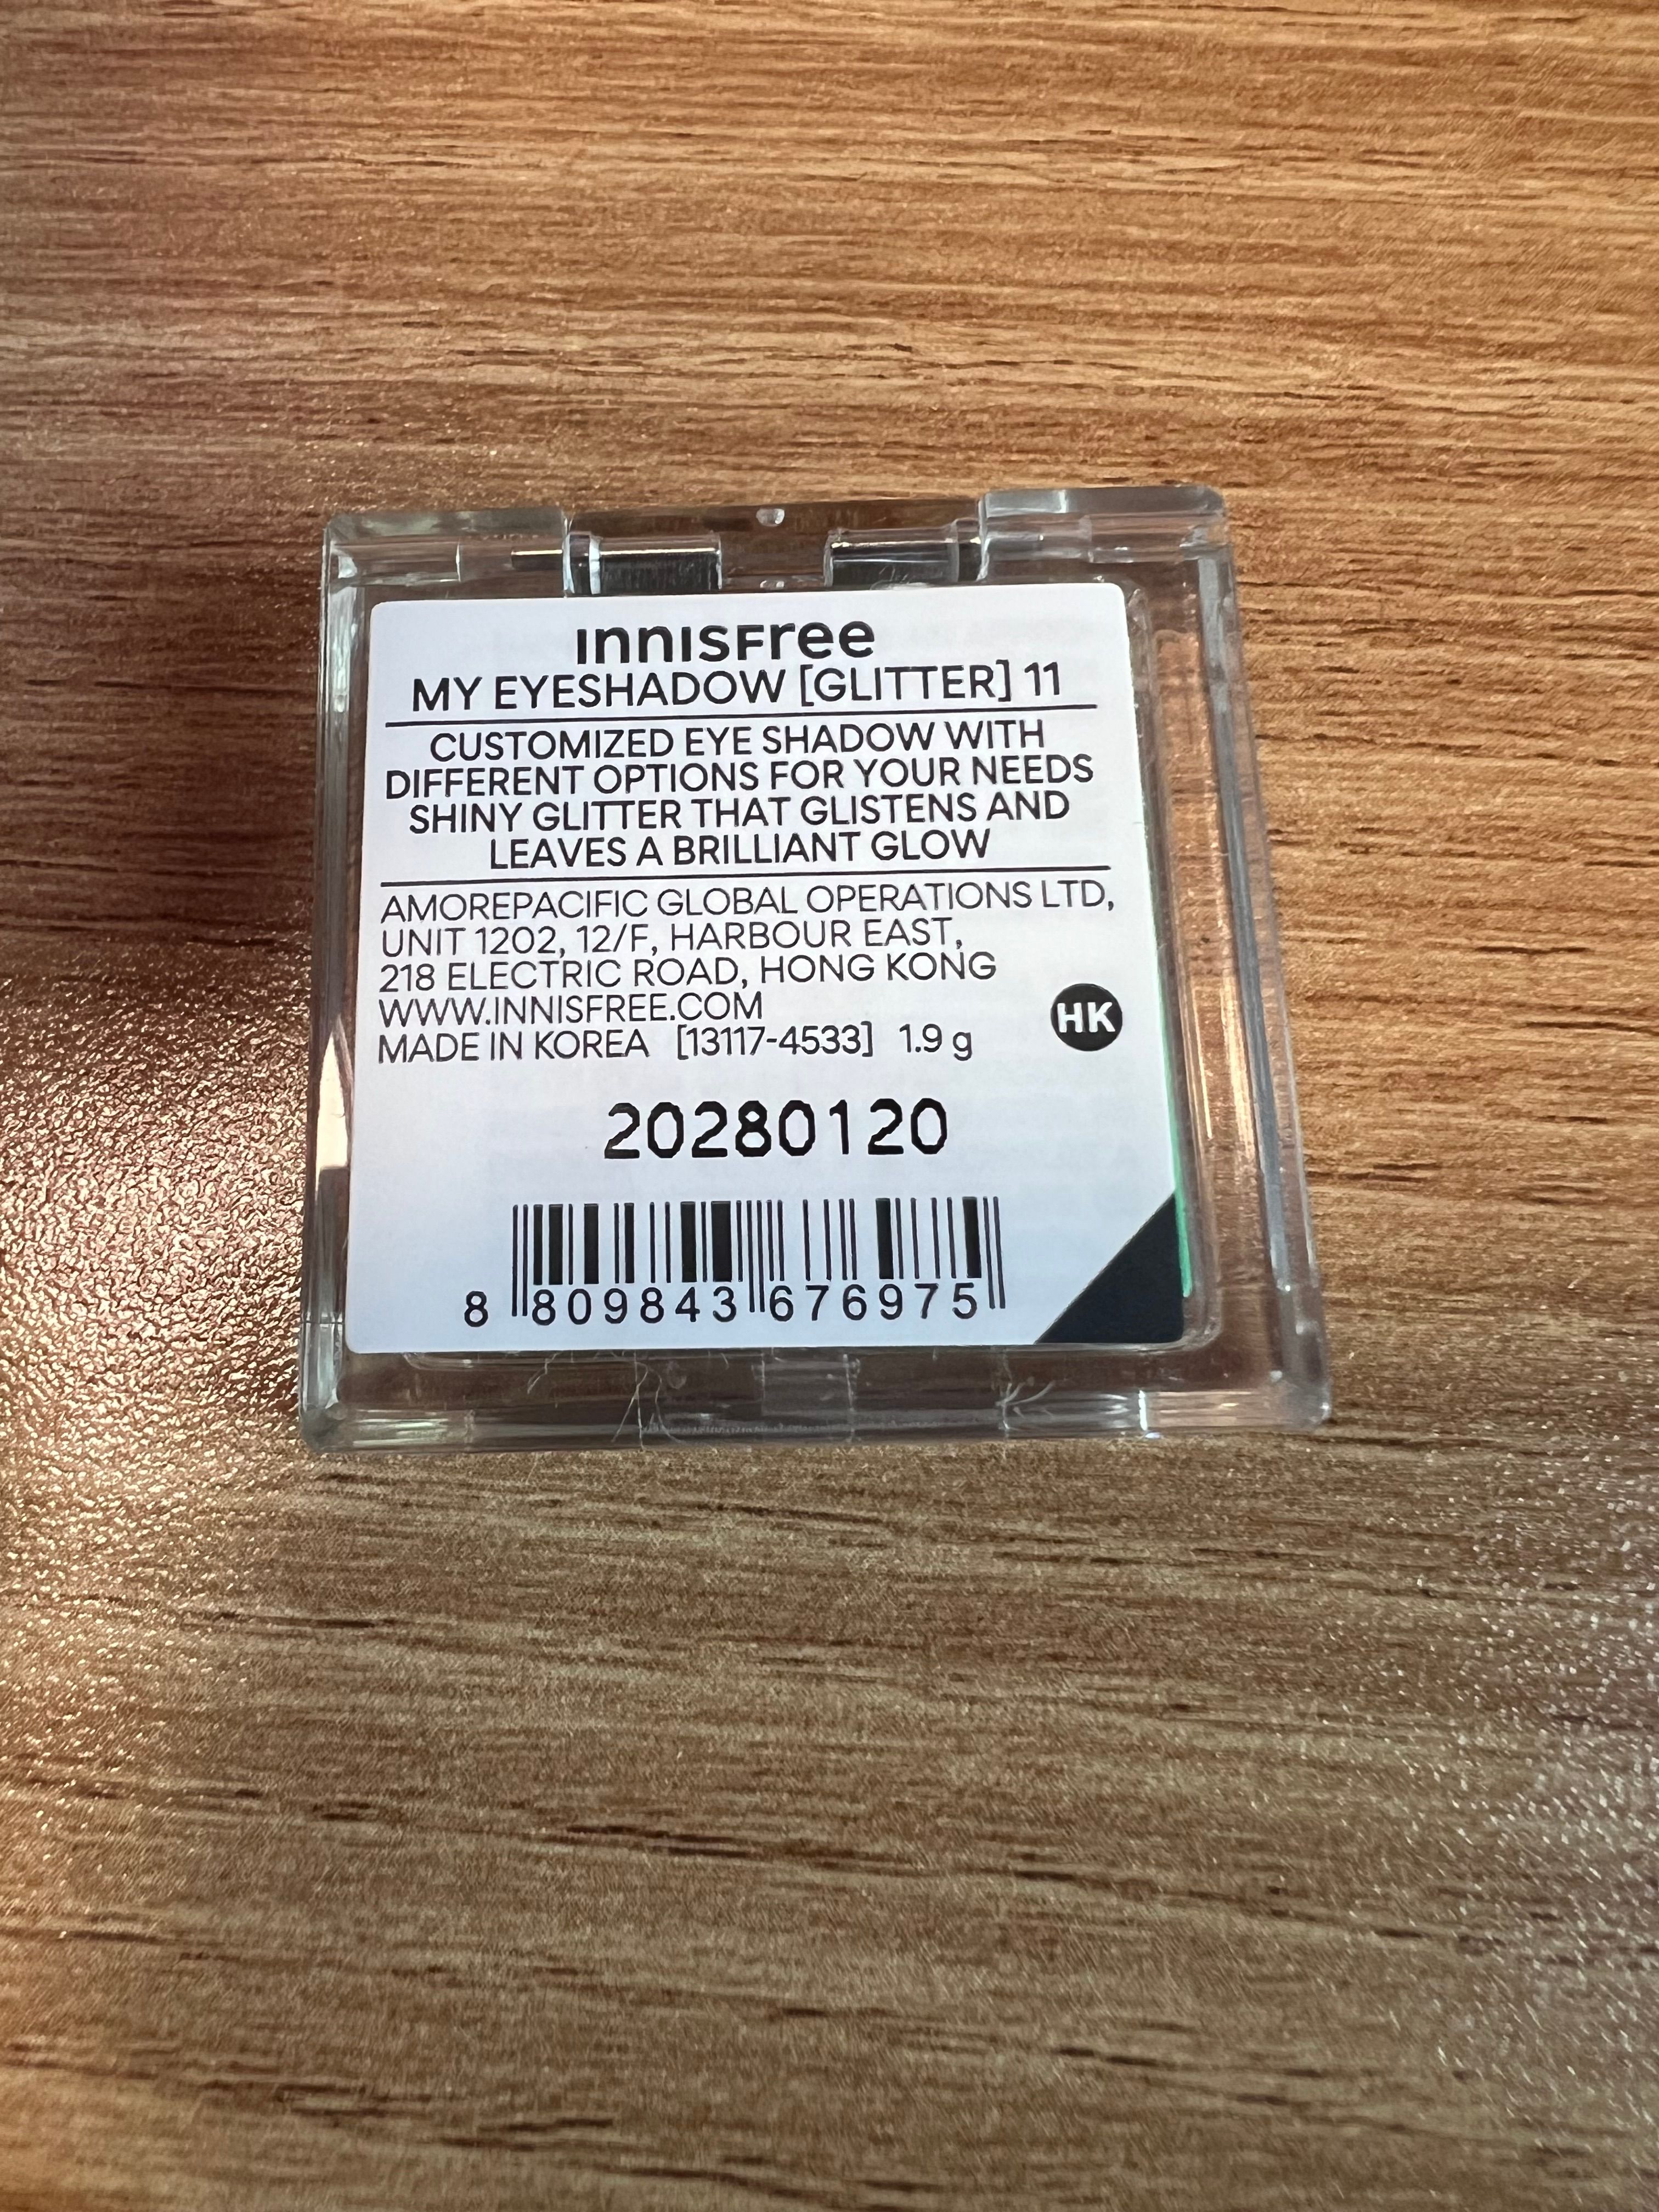 innisfree
MY EYESHADOW [GLITTER] 11
CUSTOMIZED EYE SHADOW WITH
DIFFERENT OPTIONS FOR YOUR NEEDS
SHINY GLITTER THAT GLISTENS AND
LEAVES A BRILLIANT GLOW
AMOREPACIFIC GLOBAL OPERATIONS LTD,
UNIT 1202, 12/F, HARBOUR EAST,
218 ELECTRIC ROAD, HONG KONG
WWW.INNISFREE.COM
HK
MADE IN KOREA [13117-4533] 1.9 g
20280120
8 809843 676975